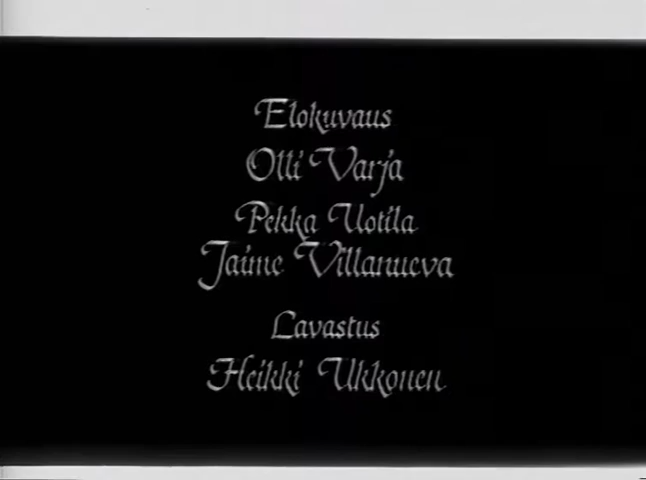 Elokuvaus
Olli Varja
Pekka Uotila
Jaime Villanueva
Lavastus
Heikki Ukkonen